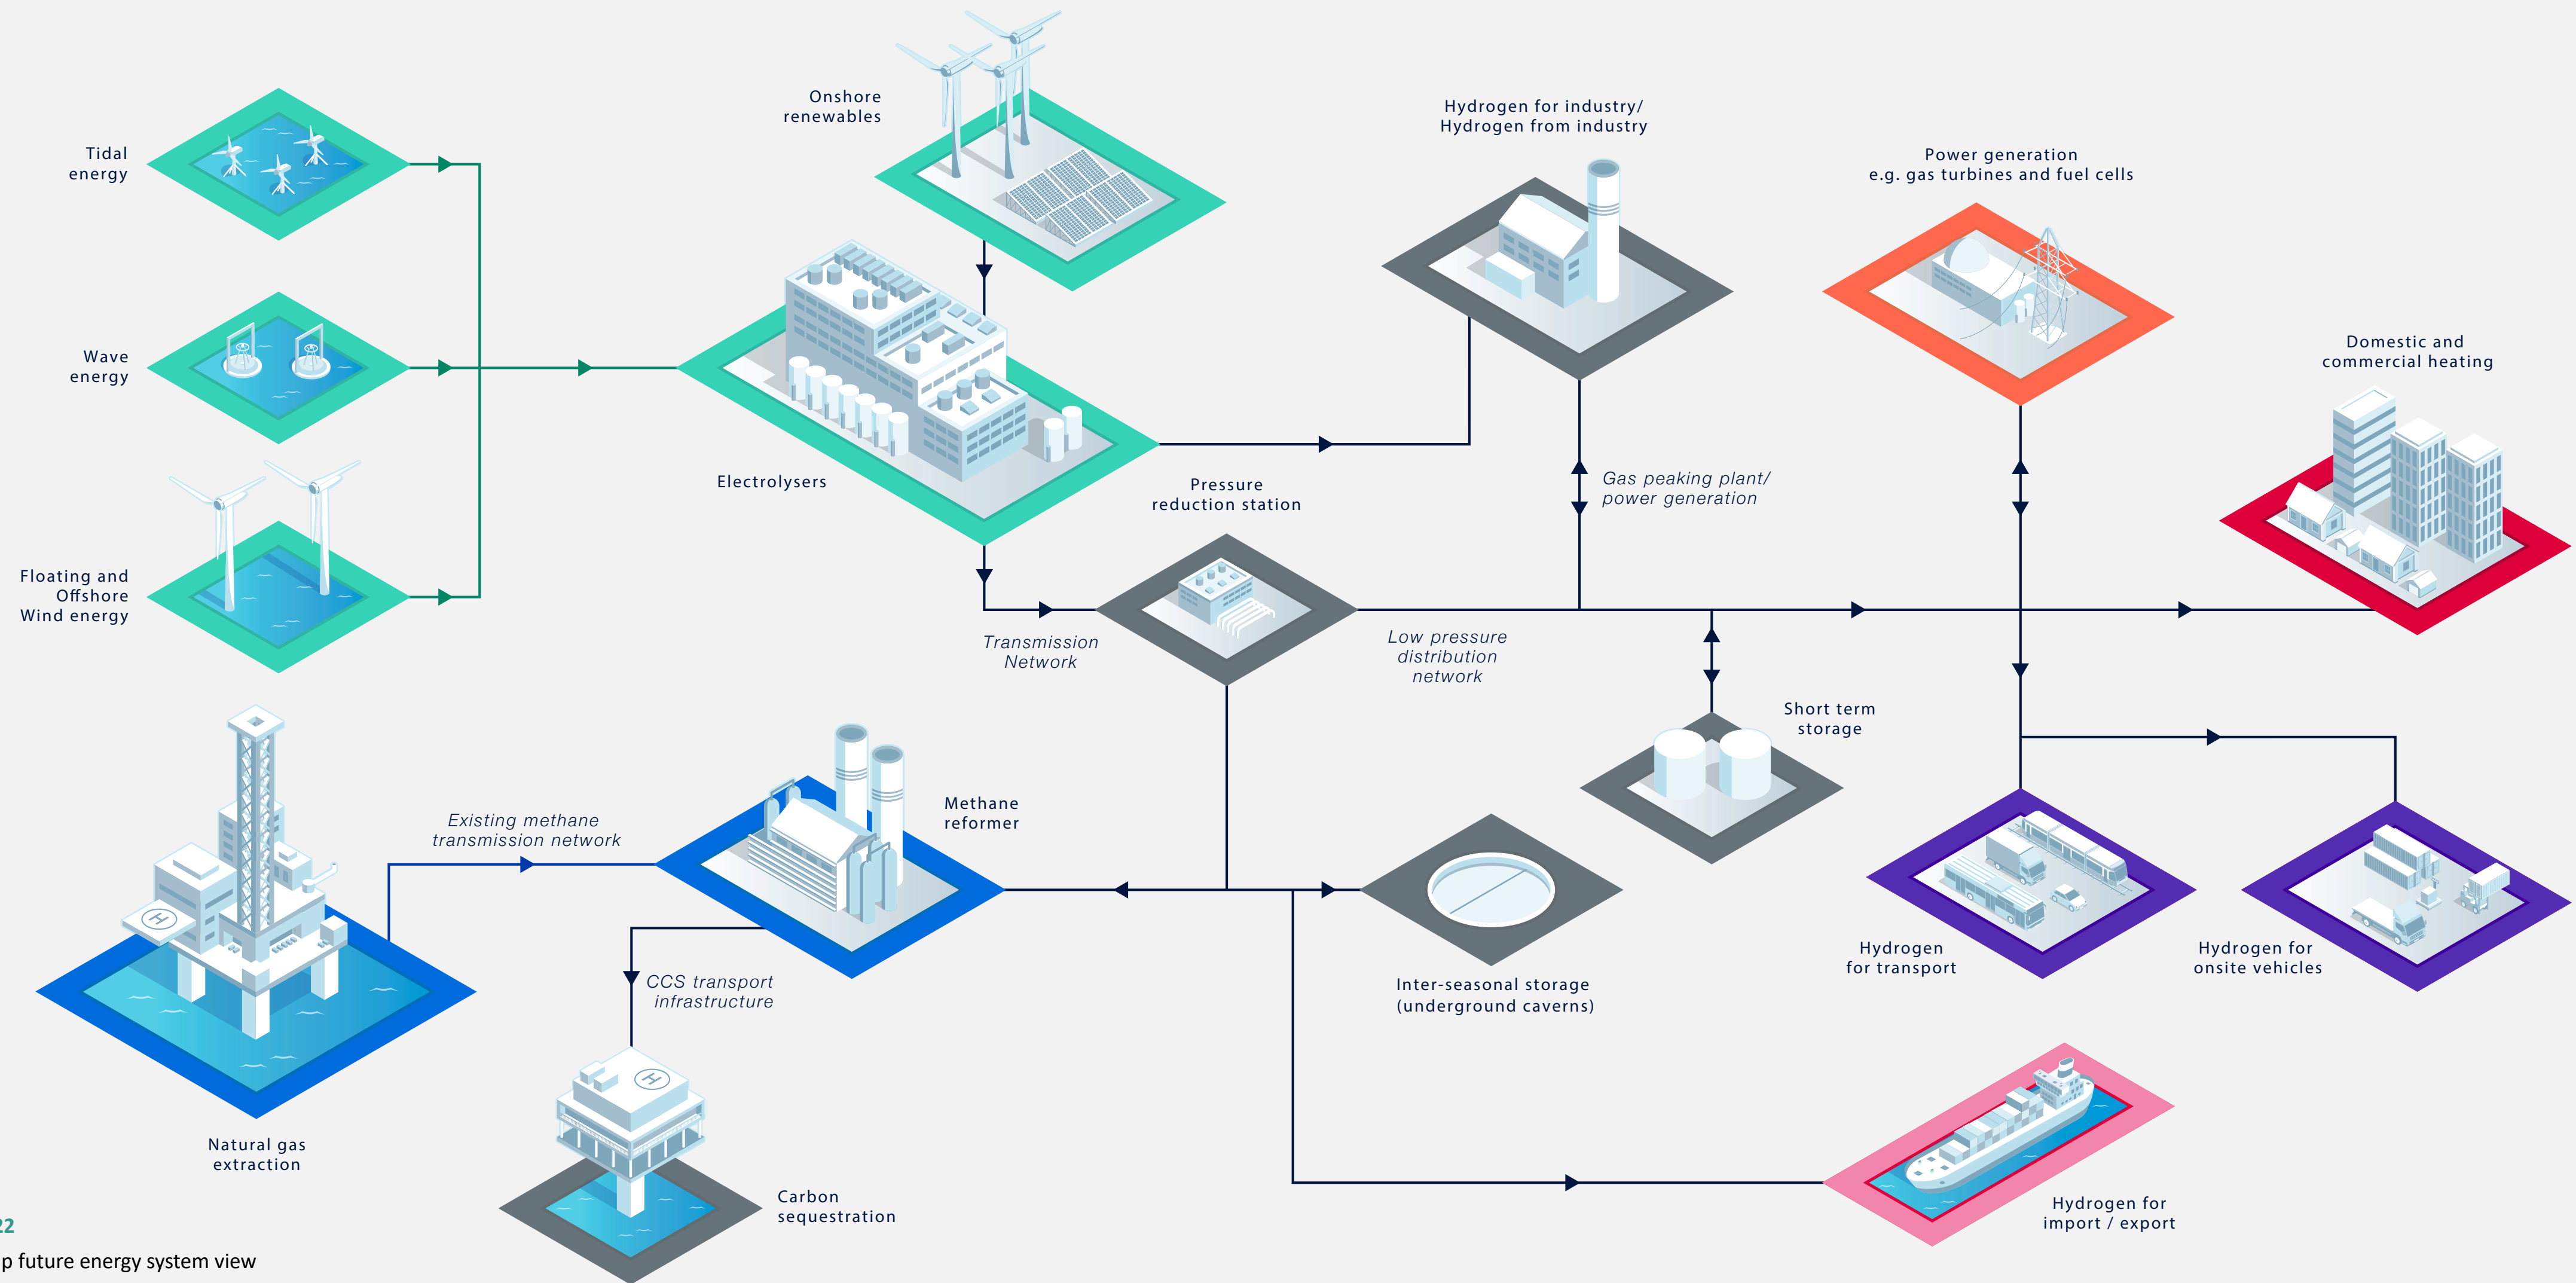 Onshore
renewables
Hydrogen for industry/
Hydrogen from industry
Tidal
energy
Power generation
e.g. gas turbines and fuel cells
Wave
energy
Domestic and
commercial heating
Electrolysers
Pressure
reduction station
Gas peaking plant/
power generation
Floating and
Offshore
Wind energy
Transmission
Network
Low pressure
distribution
network
Short term
storage
Existing methane
transmission network
Methane
reformer
Hydrogen
for transport
Hydrogen for
onsite vehicles
CCS transport
infrastructure
Inter-seasonal storage
(underground caverns)
Natural gas
extraction
Carbon
sequestration
Hydrogen for
import / export
22
p future energy system view
H
H